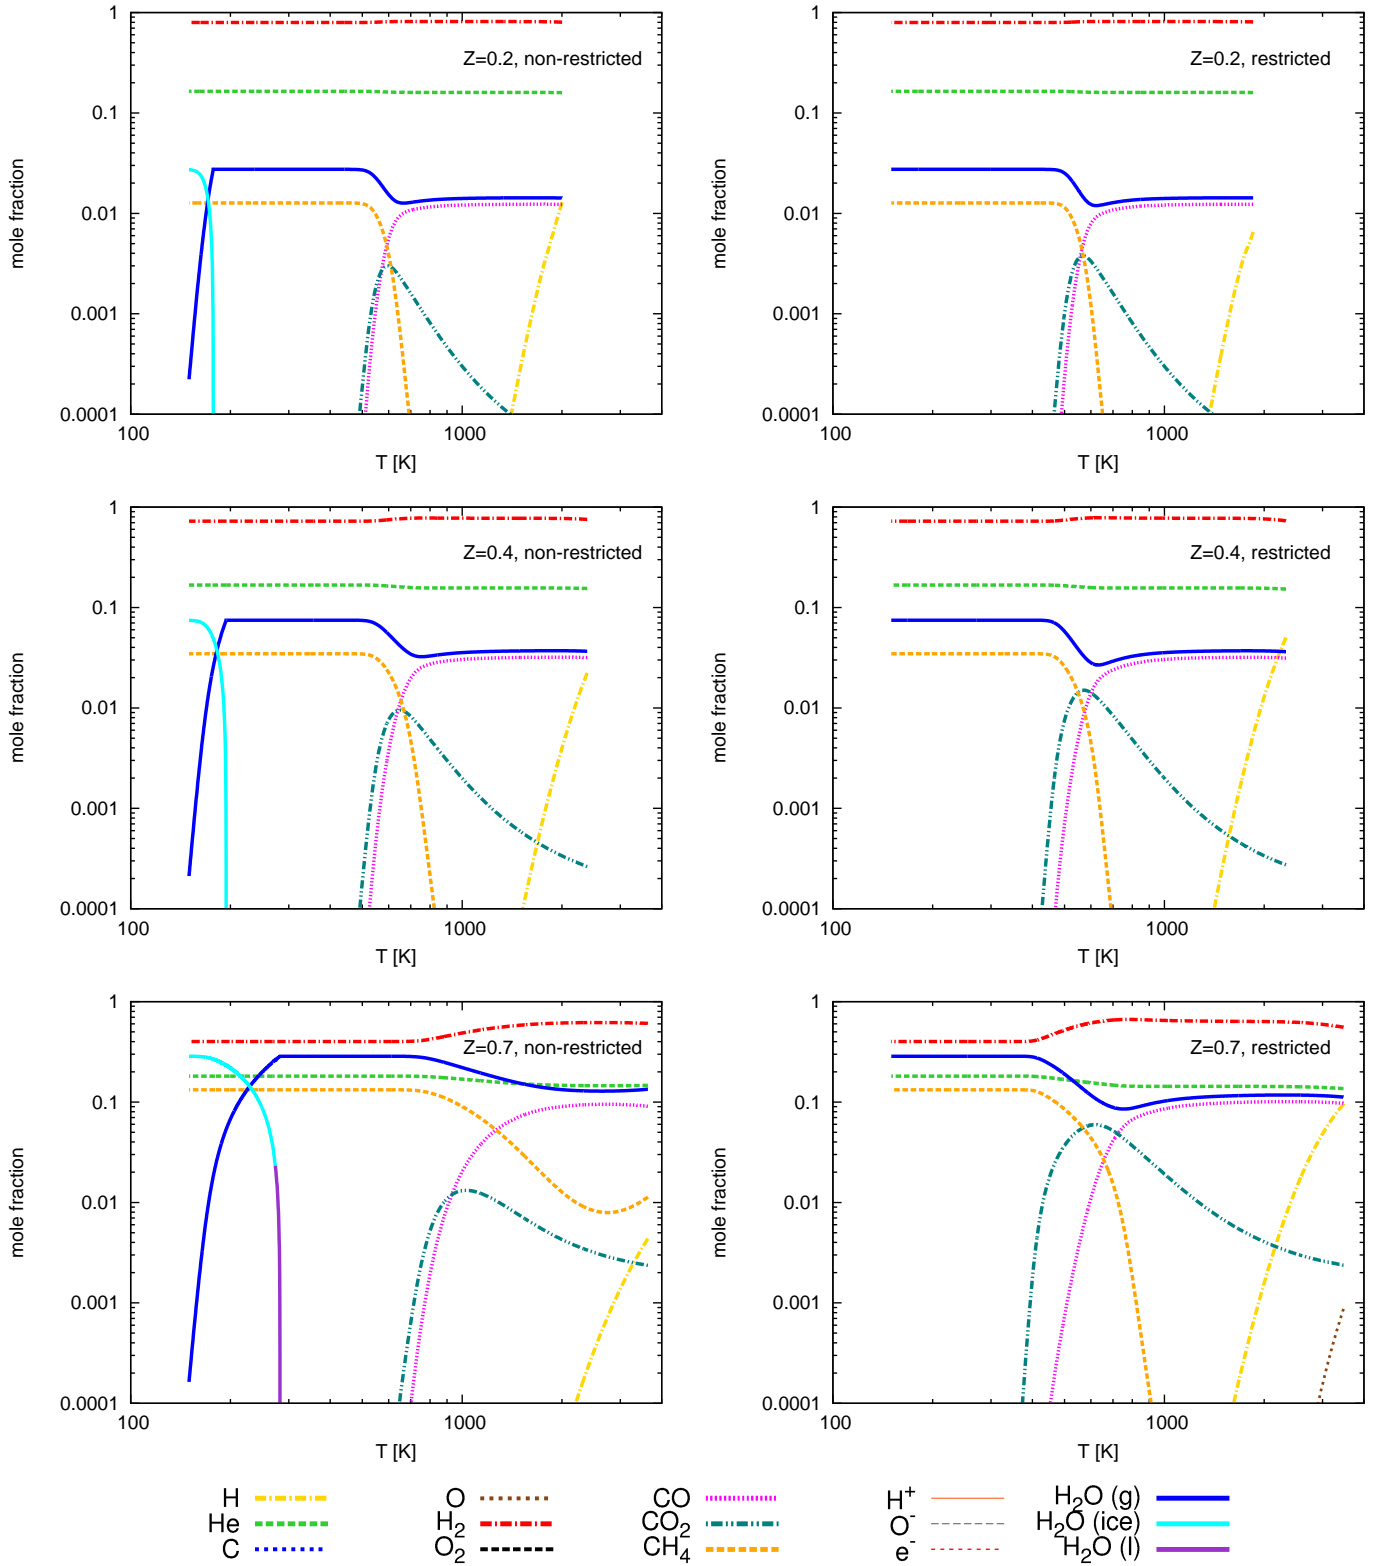 1
0.1
0.01
0.001
0.0001
mole fraction
Z=0.2, non-restricted
100
1000
T [K]
1
0.1
0.01
0.001
0.0001
mole fraction
Z=0.2, restricted
100
1000
T [K]
1
0.1
0.01
0.001
0.0001
mole fraction
Z=0.4, non-restricted
100
1000
T [K]
1
0.1
0.01
0.001
0.0001
mole fraction
Z=0.4, restricted
100
1000
T [K]
1
0.1
0.01
0.001
0.0001
mole fraction
Z=0.7, non-restricted
100
1000
T [K]
1
0.1
0.01
0.001
0.0001
mole fraction
Z=0.7, restricted
100
1000
T [K]
H
He
C
O
H₂
O₂
CO
CO₂
CH₄
H⁺
O⁻
e⁻
H₂O (g)
H₂O (ice)
H₂O (l)